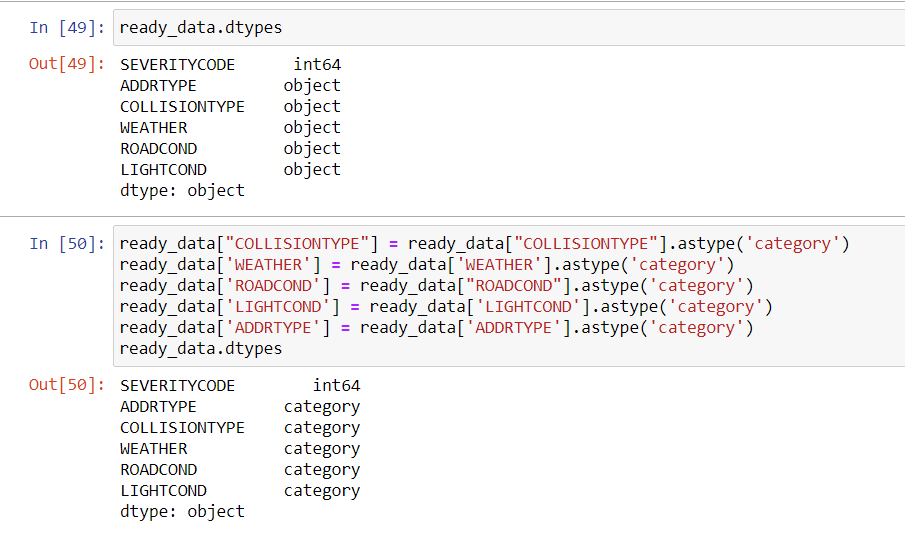 In [49]: ready_data.dtypes
Out[49]: SEVERITYCODE int64
ADDRTYPE object
COLLISIONTYPE object
WEATHER object
ROADCOND object
LIGHTCOND object
dtype: object
In [50]: ready_data["COLLISIONTYPE"] = ready_data["COLLISIONTYPE"].astype('category')
ready_data['WEATHER'] = ready_data['WEATHER'].astype('category')
ready_data['ROADCOND'] = ready_data["ROADCOND"].astype('category')
ready_data['LIGHTCOND'] = ready_data['LIGHTCOND'].astype('category')
ready_data['ADDRTYPE'] = ready_data['ADDRTYPE'].astype('category')
ready_data.dtypes
Out[50]: SEVERITYCODE int64
ADDRTYPE category
COLLISIONTYPE category
WEATHER category
ROADCOND category
LIGHTCOND category
dtype: object